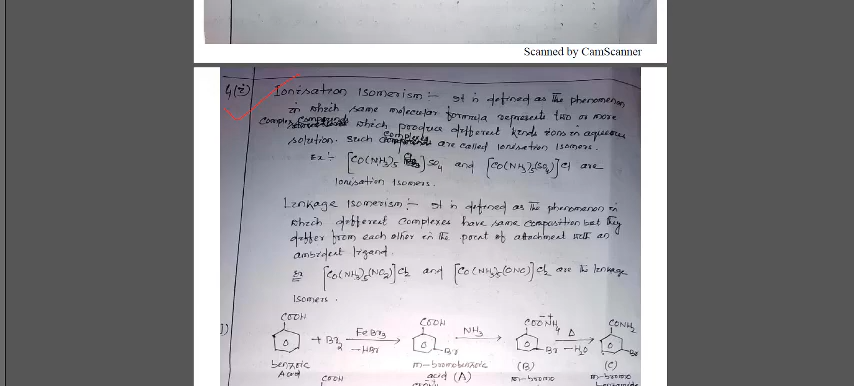 Scanned by CamScanner
4(i) Ionisation Isomerism:- It is defined as the phenomenon
in which same molecular formula represents two or more
complex compounds which produce different kinds ions in aqueous
solution. Such complexes are called Ionisation Isomers.
Ex:- [CO(NH3)5 ] SO4 and [CO(NH3)5(SO4)] Cl are
Ionisation Isomers.
Linkage Isomerism:- It is defined as the phenomenon in
which different complexes have same composition but they
differ from each other in the point of attachment with an
ambident ligand.
Ex [CO(NH3)5(NO2)] Cl2 and [CO(NH3)5(ONO)] Cl2 are the linkage
Isomers.
COOH COOH COONH4 CONH2
+ Br2 FeBr3 -HBr Br NH3 Br Δ -H2O Br
benzoic m-bromobenzoic (B) (C)
Acid acid (A) m-bromo m-bromo
COOH